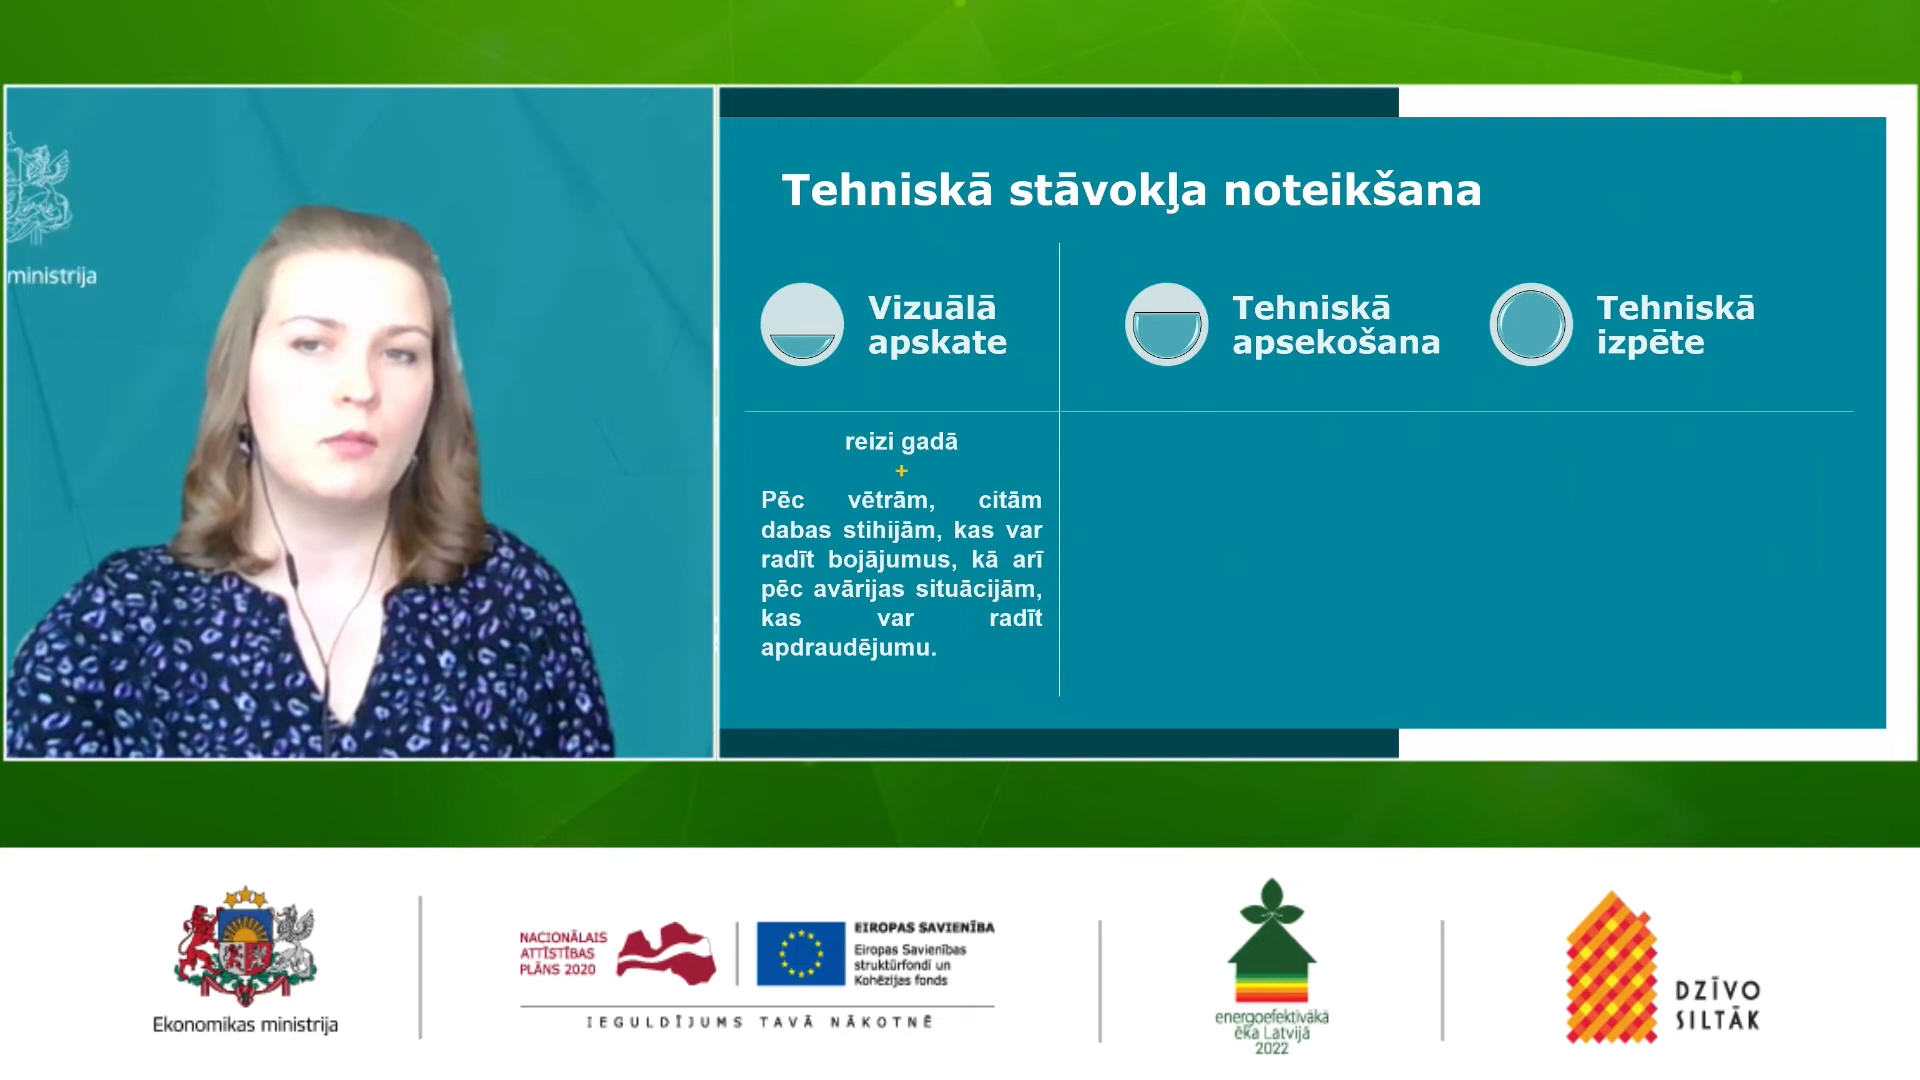 ministrija
Tehniskā stāvokļa noteikšana
Vizuālā
apskate
Tehniskā
apsekošana
Tehniskā
izpēte
reizi gadā
+
Pēc vētrām, citām
dabas stihijām, kas var
radīt bojājumus, kā arī
pēc avārijas situācijām,
kas var radīt
apdraudējumu.
Ekonomikas ministrija
NACIONĀLAIS
ATTĪSTĪBAS
PLĀNS 2020
EIROPAS SAVIENĪBA
Eiropas Savienības
struktūrfondi un
Kohēzijas fonds
IEGULDĪJUMS TAVĀ NĀKOTNĒ
energoefektīvākā
ēka Latvijā
2022
DZĪVO
SILTĀK